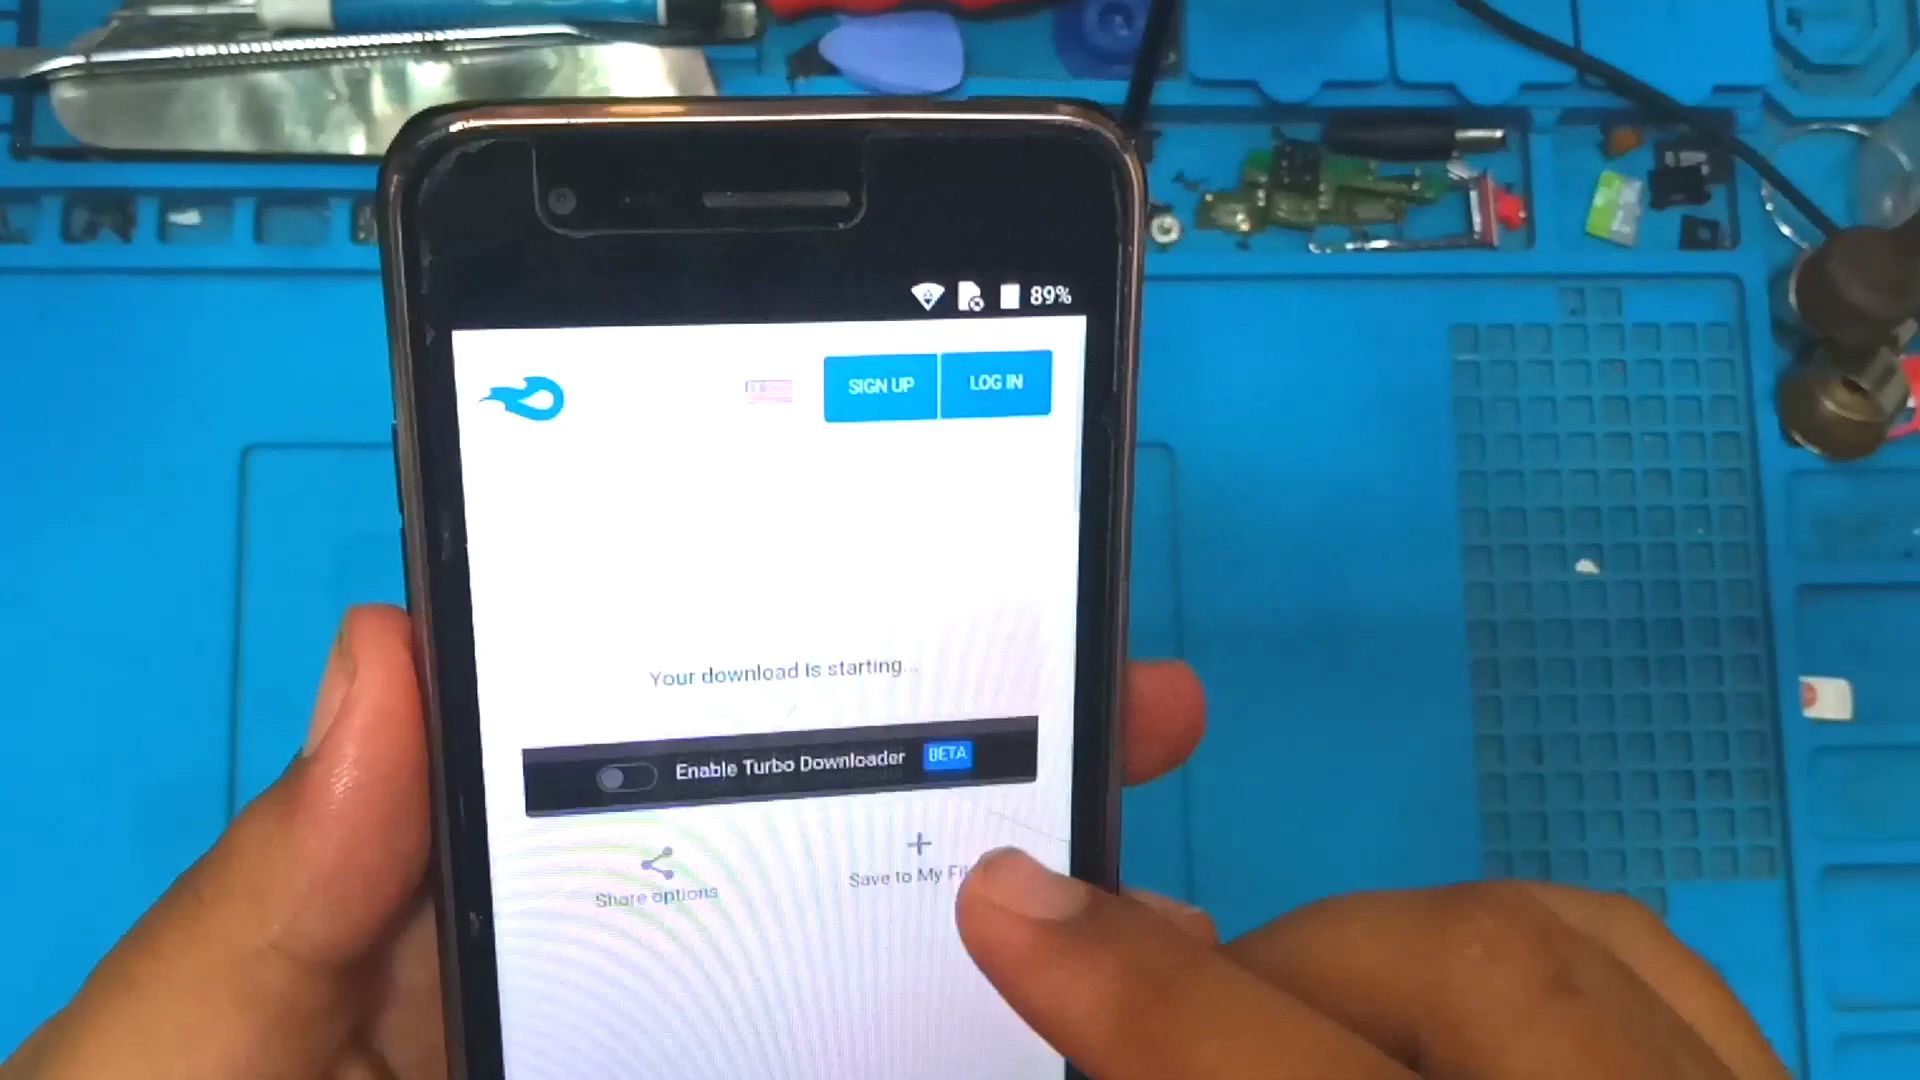 89%
SIGN UP
LOG IN
Your download is starting...
Enable Turbo Downloader BETA
Share options
Save to My